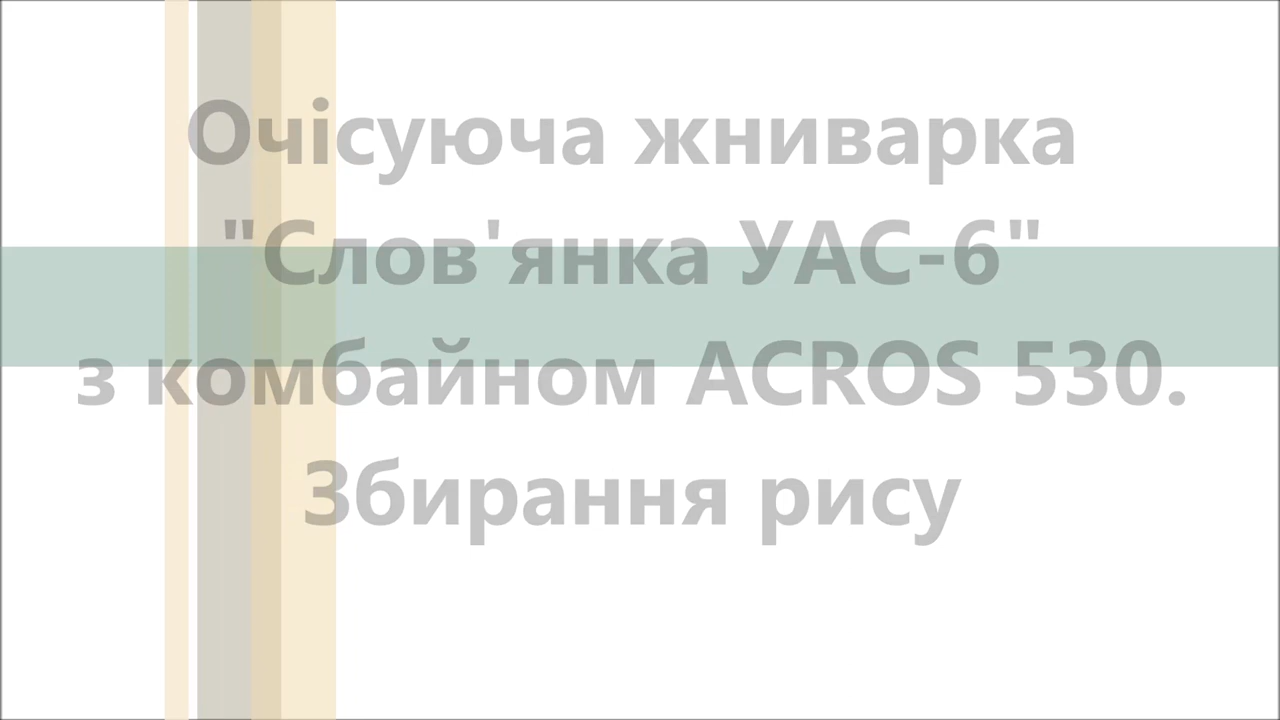 Очісуюча жниварка
"Слов'янка УАС-6"
з комбайном ACROS 530.
Збирання рису